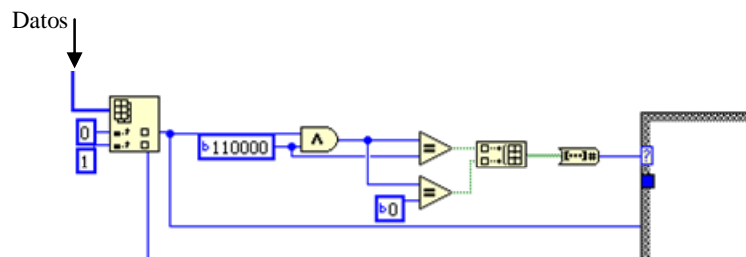 Datos
0
1
b110000
Λ
=
=
b0
?